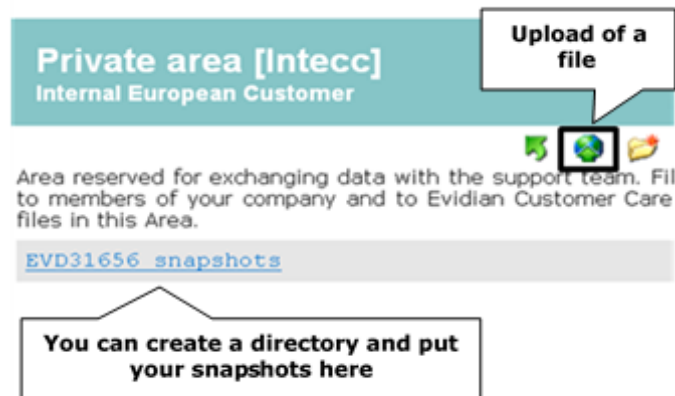 Private area [Intecc]
Internal European Customer
Upload of a
file
Area reserved for exchanging data with the support team. Fil
to members of your company and to Evidian Customer Care
files in this Area.
EVD31656 snapshots
You can create a directory and put
your snapshots here